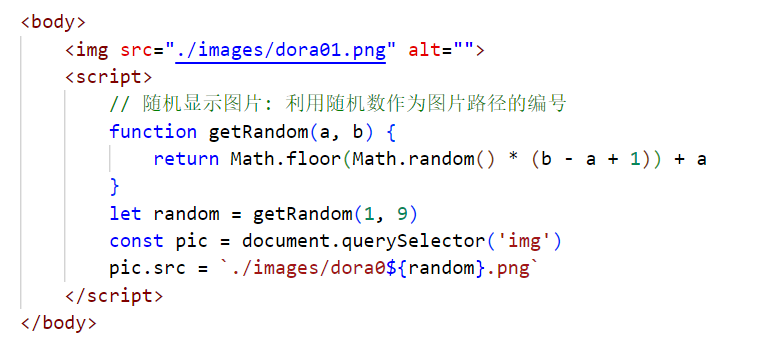 <body>
<img src="./images/dora01.png" alt="">
<script>
// 随机显示图片: 利用随机数作为图片路径的编号
function getRandom(a, b) {
return Math.floor(Math.random() * (b - a + 1)) + a
}
let random = getRandom(1, 9)
const pic = document.querySelector('img')
pic.src = `./images/dora0${random}.png`
</script>
</body>